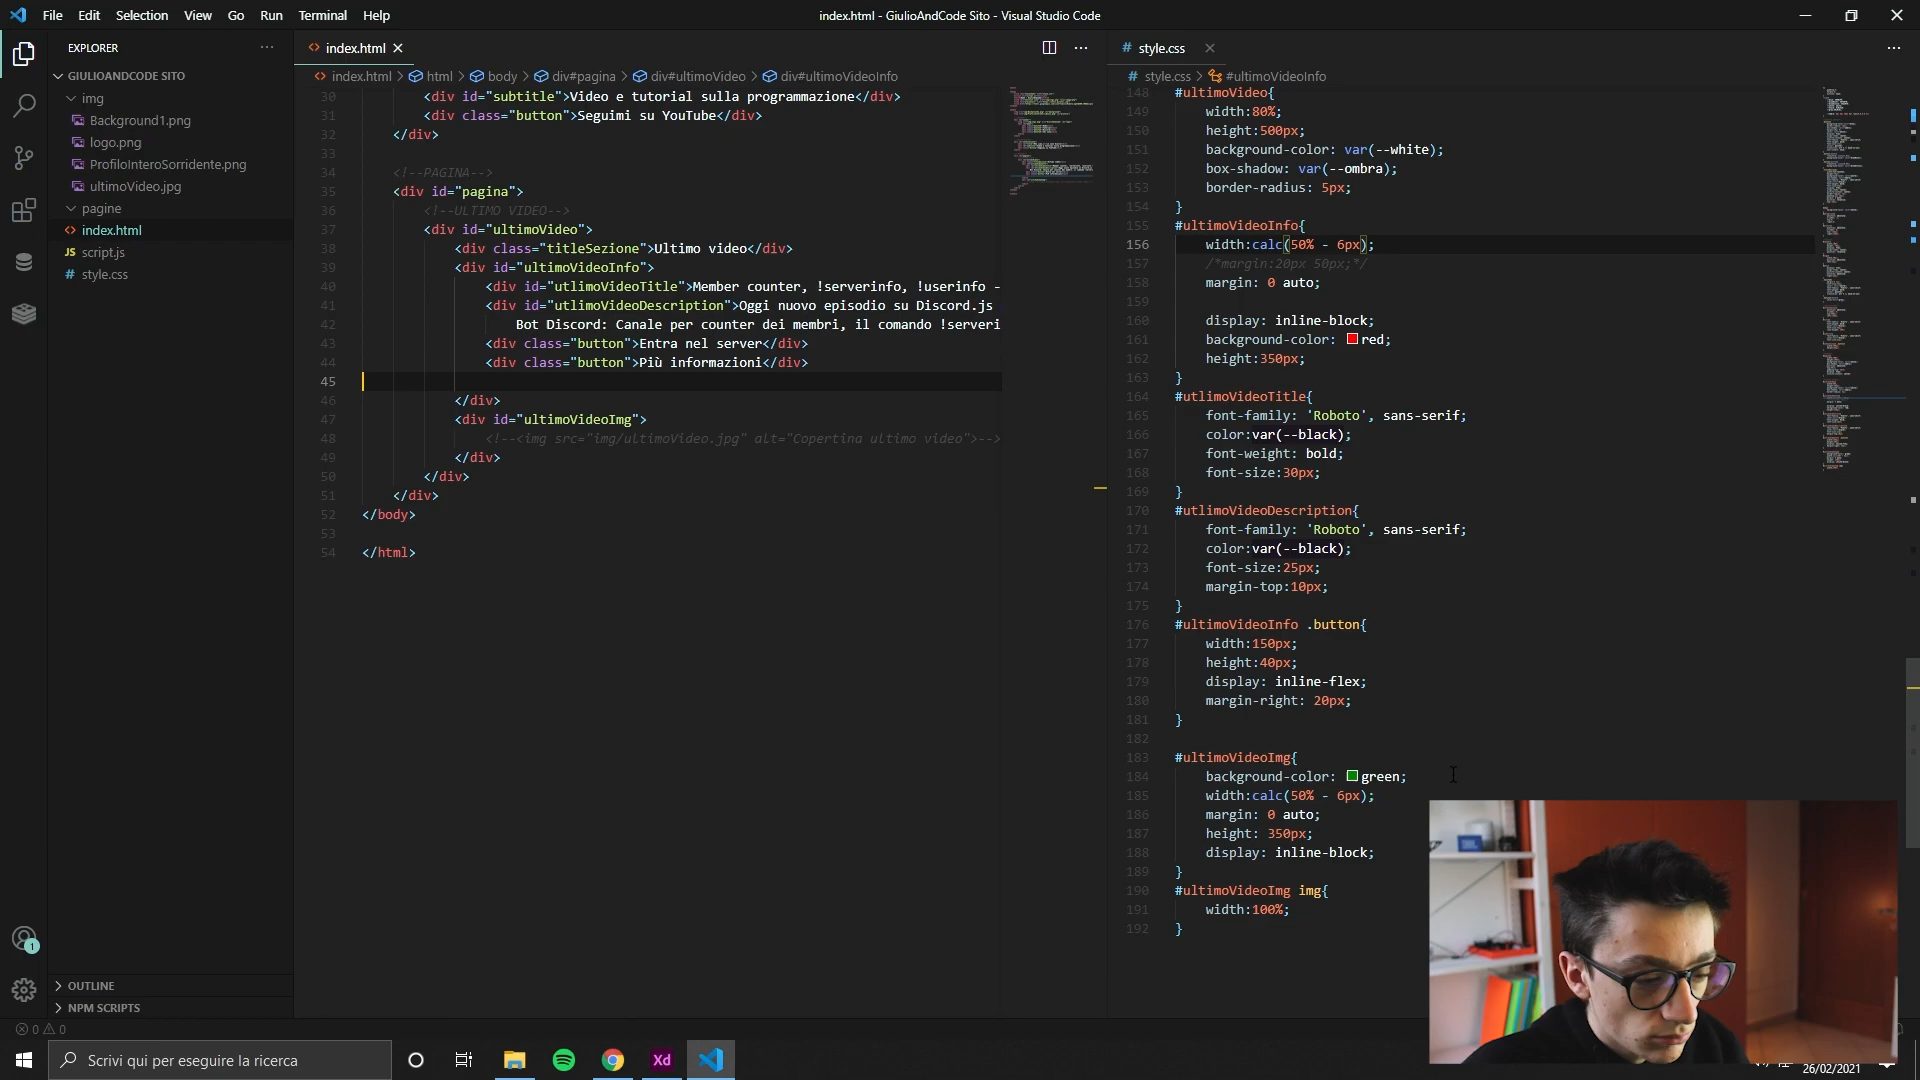 File Edit Selection View Go Run Terminal Help
index.html - GiulioAndCode Sito - Visual Studio Code
EXPLORER
GIULIOANDCODE SITO
img
Background1.png
logo.png
ProfiloInteroSorridente.png
ultimoVideo.jpg
pagine
index.html
script.js
style.css
OUTLINE
NPM SCRIPTS
index.html
index.html > html > body > div#pagina > div#ultimoVideo > div#ultimoVideoInfo
30 <div id="subtitle">Video e tutorial sulla programmazione</div>
31 <div class="button">Seguimi su YouTube</div>
32 </div>
33
34 <!--PAGINA-->
35 <div id="pagina">
36 <!--ULTIMO VIDEO-->
37 <div id="ultimoVideo">
38 <div class="titleSezione">Ultimo video</div>
39 <div id="ultimoVideoInfo">
40 <div id="utlimoVideoTitle">Member counter, !serverinfo, !userinfo -
41 <div id="utlimoVideoDescription">Oggi nuovo episodio su Discord.js
42 Bot Discord: Canale per counter dei membri, il comando !serveri
43 <div class="button">Entra nel server</div>
44 <div class="button">Più informazioni</div>
45
46 </div>
47 <div id="ultimoVideoImg">
48 <!--<img src="img/ultimoVideo.jpg" alt="Copertina ultimo video">-->
49 </div>
50 </div>
51 </div>
52 </body>
53
54 </html>
style.css
style.css > #ultimoVideoInfo
148 #ultimoVideo{
149 width:80%;
150 height:500px;
151 background-color: var(--white);
152 box-shadow: var(--ombra);
153 border-radius: 5px;
154 }
155 #ultimoVideoInfo{
156 width:calc(50% - 6px);
157 /*margin:20px 50px;*/
158 margin: 0 auto;
159
160 display: inline-block;
161 background-color: red;
162 height:350px;
163 }
164 #utlimoVideoTitle{
165 font-family: 'Roboto', sans-serif;
166 color:var(--black);
167 font-weight: bold;
168 font-size:30px;
169 }
170 #utlimoVideoDescription{
171 font-family: 'Roboto', sans-serif;
172 color:var(--black);
173 font-size:25px;
174 margin-top:10px;
175 }
176 #ultimoVideoInfo .button{
177 width:150px;
178 height:40px;
179 display: inline-flex;
180 margin-right: 20px;
181 }
182
183 #ultimoVideoImg{
184 background-color: green;
185 width:calc(50% - 6px);
186 margin: 0 auto;
187 height: 350px;
188 display: inline-block;
189 }
190 #ultimoVideoImg img{
191 width:100%;
192 }
1
0 0
Scrivi qui per eseguire la ricerca
Xd
26/02/2021